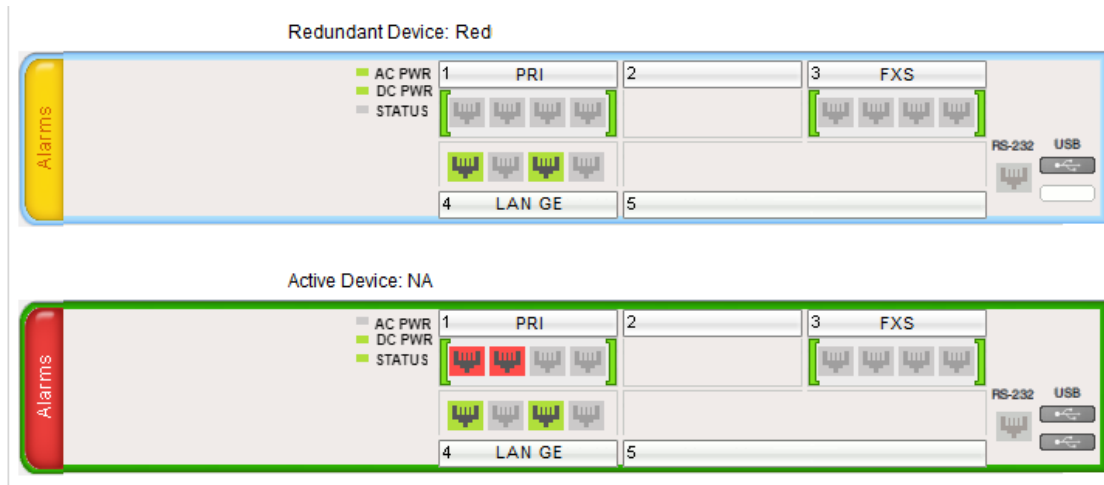 Redundant Device: Red
Alarms
AC PWR
DC PWR
STATUS
1 PRI
2
3 FXS
4 LAN GE
5
RS-232
USB
Active Device: NA
Alarms
AC PWR
DC PWR
STATUS
1 PRI
2
3 FXS
4 LAN GE
5
RS-232
USB